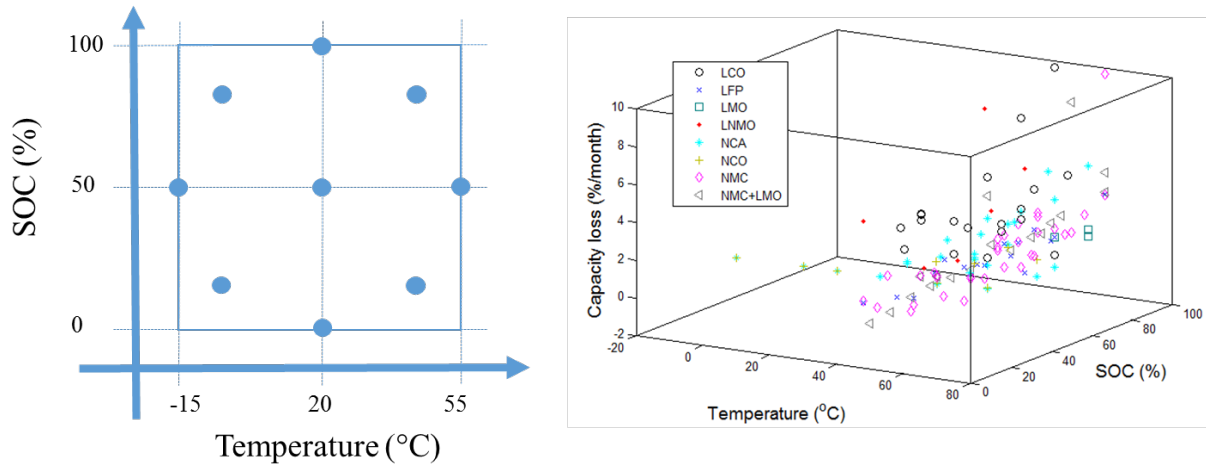 100
50
0
SOC (%)
-15
20
55
Temperature (°C)
LCO
LFP
LMO
LNMO
NCA
NCO
NMC
NMC+LMO
Capacity loss (%/month)
10
8
6
4
2
0
-2
-20
0
20
40
60
80
Temperature (°C)
0
20
40
60
80
100
SOC (%)